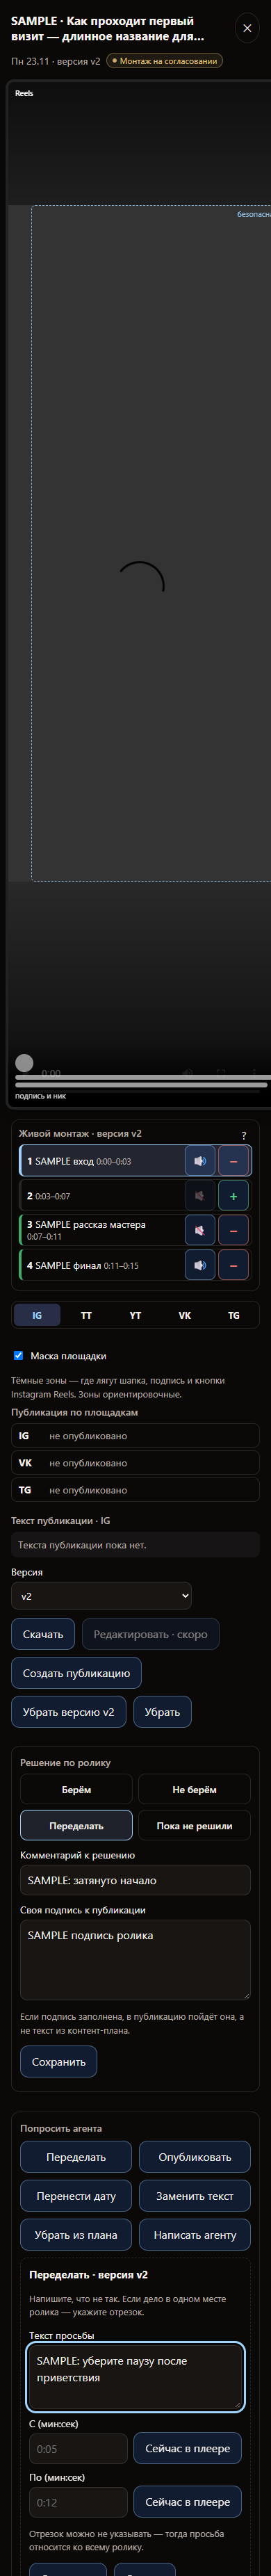 SAMPLE · Как проходит первый
визит — длинное название для...
Пн 23.11 · версия v2 Монтаж на согласовании
Reels
безопасна
0:00
подпись и ник
Живой монтаж · версия v2 ?
1 SAMPLE вход 0:00–0:03
2 0:03–0:07
3 SAMPLE рассказ мастера
0:07–0:11
4 SAMPLE финал 0:11–0:15
IG TT YT VK TG
Маска площадки
Тёмные зоны — где лягут шапка, подпись и кнопки
Instagram Reels. Зоны ориентировочные.
Публикация по площадкам
IG не опубликовано
VK не опубликовано
TG не опубликовано
Текст публикации · IG
Текста публикации пока нет.
Версия
v2
Скачать Редактировать · скоро
Создать публикацию
Убрать версию v2 Убрать
Решение по ролику
Берём Не берём
Переделать Пока не решили
Комментарий к решению
SAMPLE: затянуто начало
Своя подпись к публикации
SAMPLE подпись ролика
Если подпись заполнена, в публикацию пойдёт она, а
не текст из контент-плана.
Сохранить
Попросить агента
Переделать Опубликовать
Перенести дату Заменить текст
Убрать из плана Написать агенту
Переделать · версия v2
Напишите, что не так. Если дело в одном месте
ролика — укажите отрезок.
Текст просьбы
SAMPLE: уберите паузу после
приветствия
С (мин:сек)
0:05 Сейчас в плеере
По (мин:сек)
0:12 Сейчас в плеере
Отрезок можно не указывать — тогда просьба
относится ко всему ролику.